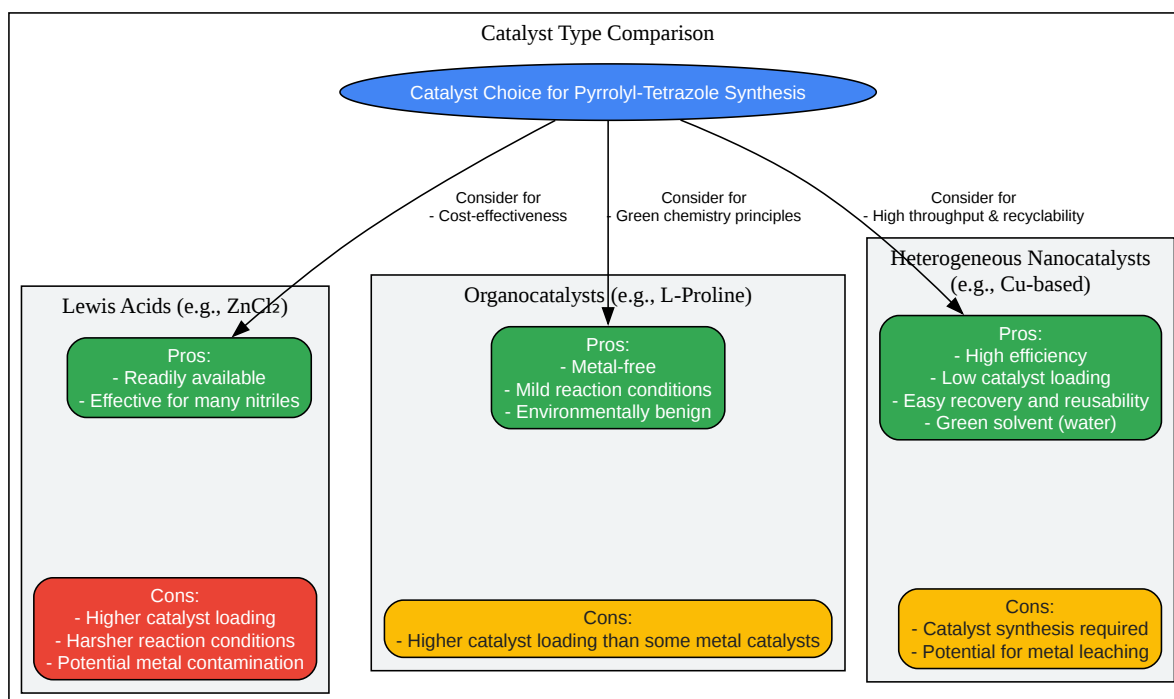 Catalyst Type Comparison
Catalyst Choice for Pyrrolyl-Tetrazole Synthesis
Consider for
- Cost-effectiveness
Consider for
- Green chemistry principles
Consider for
- High throughput & recyclability
Lewis Acids (e.g., ZnCl₂)
Pros:
- Readily available
- Effective for many nitriles
Cons:
- Higher catalyst loading
- Harsher reaction conditions
- Potential metal contamination
Organocatalysts (e.g., L-Proline)
Pros:
- Metal-free
- Mild reaction conditions
- Environmentally benign
Cons:
- Higher catalyst loading than some metal catalysts
Heterogeneous Nanocatalysts
(e.g., Cu-based)
Pros:
- High efficiency
- Low catalyst loading
- Easy recovery and reusability
- Green solvent (water)
Cons:
- Catalyst synthesis required
- Potential for metal leaching